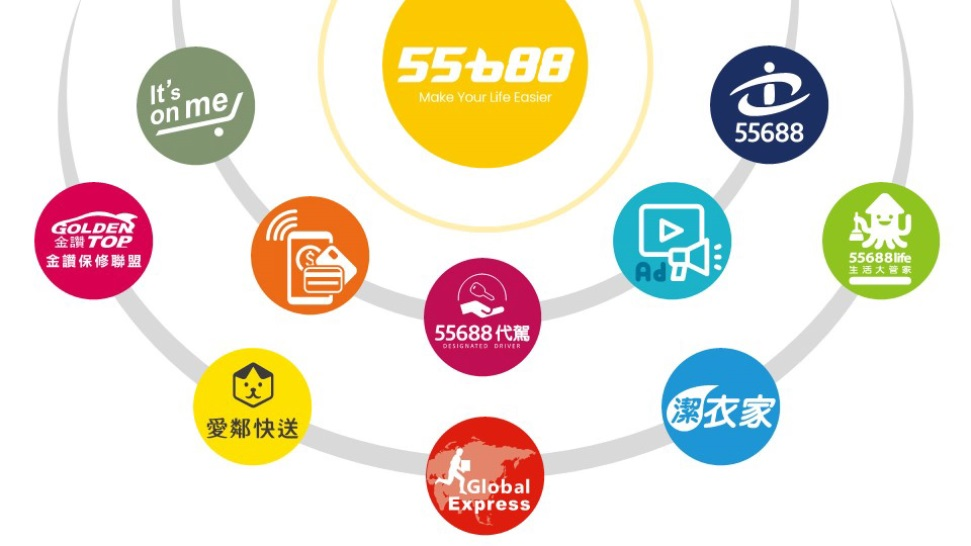 55688
Make Your Life Easier
It's
on me!
55688
GOLDEN
金讚 TOP
金讚保修聯盟
$
Ad
55688life
生活大管家
55688代駕
DESIGNATED DRIVER
愛鄰快送
潔衣家
Global
Express